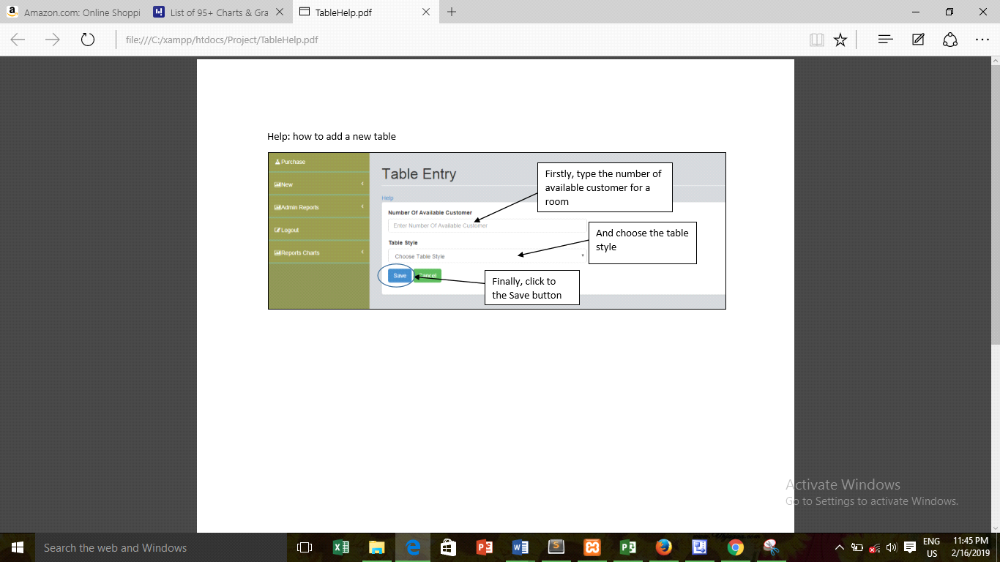 Amazon.com: Online Shoppi
List of 95+ Charts & Gra
TableHelp.pdf
file:///C:/xampp/htdocs/Project/TableHelp.pdf
Help: how to add a new table
Purchase
New
Admin Reports
Logout
Reports Charts
Table Entry
Help
Number Of Available Customer
Enter Number Of Available Customer
Table Style
Choose Table Style
Save
Cancel
Firstly, type the number of
available customer for a
room
And choose the table
style
Finally, click to
the Save button
Activate Windows
Go to Settings to activate Windows.
Search the web and Windows
ENG
US
11:45 PM
2/16/2019